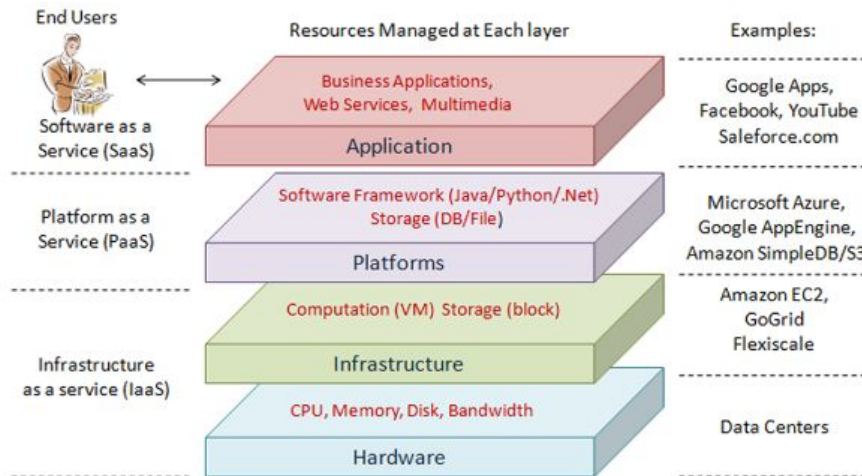 End Users
Resources Managed at Each layer
Examples:
Business Applications,
Web Services, Multimedia
Application
Software as a
Service (SaaS)
Google Apps,
Facebook, YouTube
Saleforce.com
Software Framework (Java/Python/.Net)
Storage (DB/File)
Platforms
Platform as a
Service (PaaS)
Microsoft Azure,
Google AppEngine,
Amazon SimpleDB/S3
Computation (VM) Storage (block)
Infrastructure
Amazon EC2,
GoGrid
Flexiscale
Infrastructure
as a service (IaaS)
CPU, Memory, Disk, Bandwidth
Hardware
Data Centers